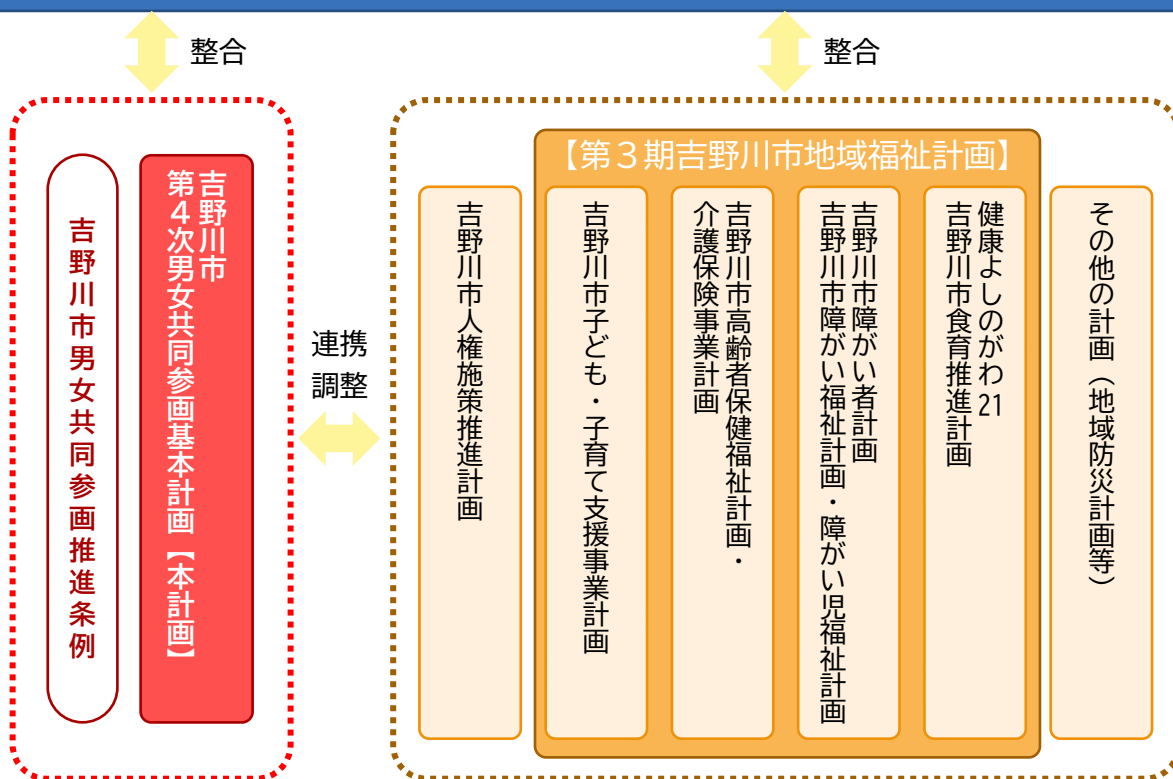 整合
整合
吉野川市男女共同参画推進条例
吉野川市
第４次男女共同参画基本計画【本計画】
連携
調整
【第３期吉野川市地域福祉計画】
吉野川市人権施策推進計画
吉野川市子ども・子育て支援事業計画
吉野川市高齢者保健福祉計画・
介護保険事業計画
吉野川市障がい者計画
吉野川市障がい福祉計画・障がい児福祉計画
健康よしのがわ21
吉野川市食育推進計画
その他の計画（地域防災計画等）